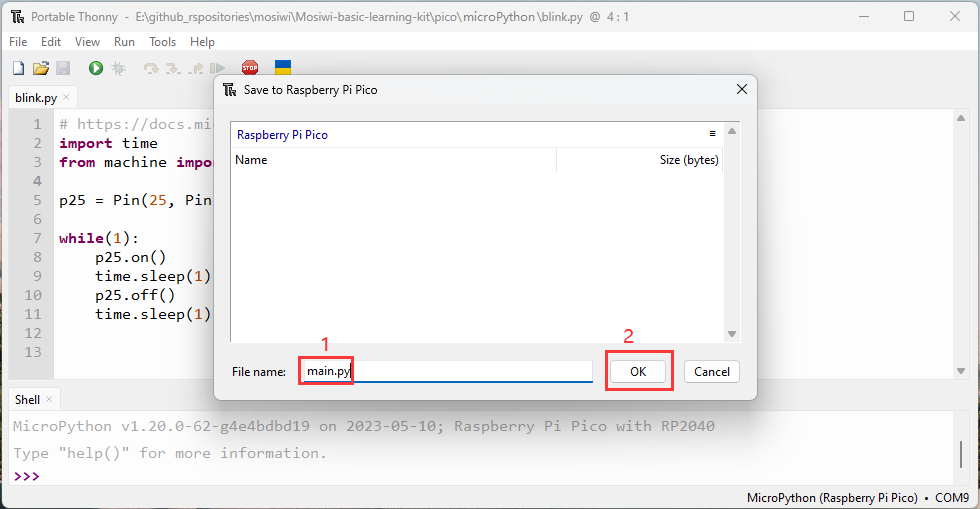 Portable Thonny - E:\github_rspositories\mosiwi\Mosiwi-basic-learning-kit\pico\microPython\blink.py @ 4 : 1
File Edit View Run Tools Help
STOP
blink.py ×
Save to Raspberry Pi Pico
Raspberry Pi Pico
Name Size (bytes)
1 # https://docs.mi
2 import time
3 from machine impor
4
5 p25 = Pin(25, Pin
6
7 while(1):
8 p25.on()
9 time.sleep(1)
10 p25.off()
11 time.sleep(1)
12
13
1
2
File name: main.py OK Cancel
Shell ×
MicroPython v1.20.0-62-g4e4bdbd19 on 2023-05-10; Raspberry Pi Pico with RP2040
Type "help()" for more information.
>>>
MicroPython (Raspberry Pi Pico) • COM9